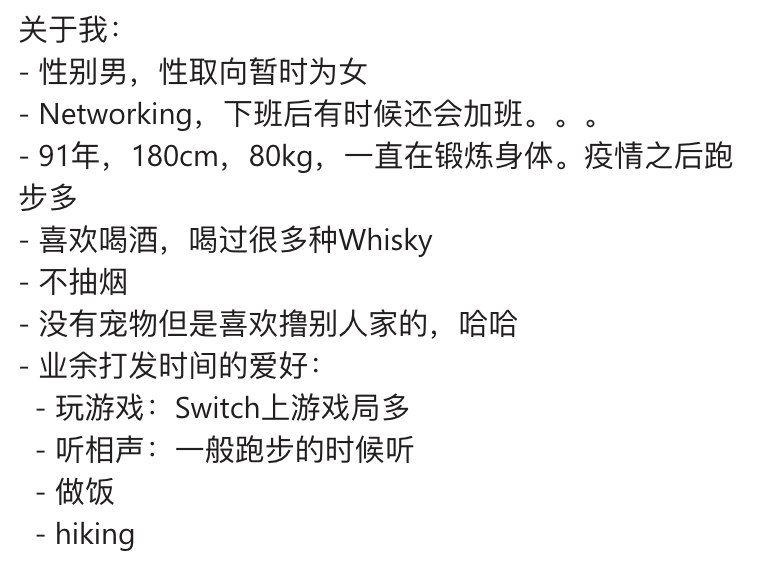 关于我：
- 性别男，性取向暂时为女
- Networking，下班后有时候还会加班。。。
- 91年，180cm，80kg，一直在锻炼身体。疫情之后跑
步多
- 喜欢喝酒，喝过很多种Whisky
- 不抽烟
- 没有宠物但是喜欢撸别人家的，哈哈
- 业余打发时间的爱好：
- 玩游戏：Switch上游戏局多
- 听相声：一般跑步的时候听
- 做饭
- hiking